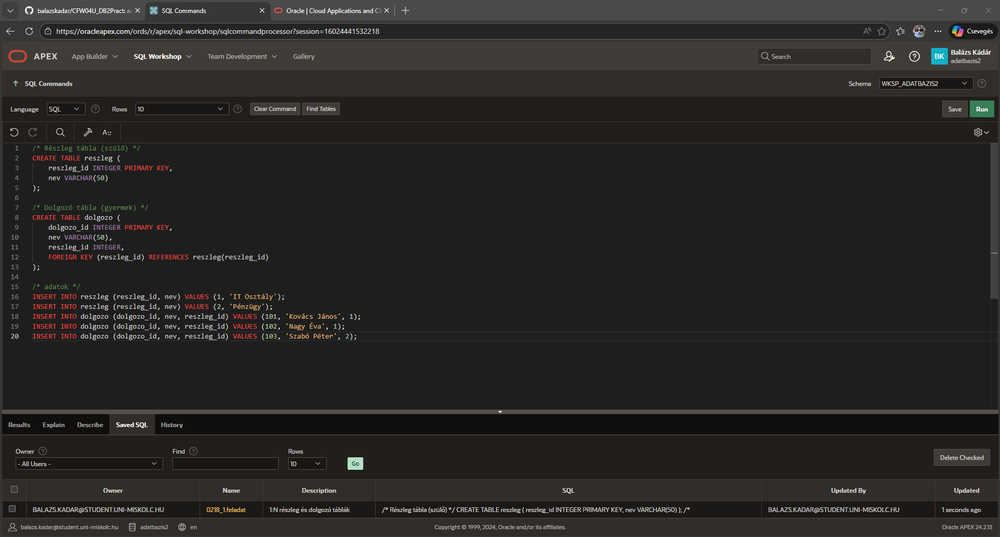 balazskadar/CFW04U_DB2Pract: ad
SQL Commands
Oracle | Cloud Applications and Cl
https://oracleapex.com/ords/r/apex/sql-workshop/sqlcommandprocessor?session=16024441532218
Csevegés
APEX App Builder SQL Workshop Team Development Gallery
Search
BK
Balázs Kádár
adatbazis2
SQL Commands
Schema WKSP_ADATBAZIS2
Language SQL Rows 10 Clear Command Find Tables Save Run
1 /* Részleg tábla (szülő) */
2 CREATE TABLE reszleg (
3 reszleg_id INTEGER PRIMARY KEY,
4 nev VARCHAR(50)
5 );
6
7 /* Dolgozó tábla (gyermek) */
8 CREATE TABLE dolgozo (
9 dolgozo_id INTEGER PRIMARY KEY,
10 nev VARCHAR(50),
11 reszleg_id INTEGER,
12 FOREIGN KEY (reszleg_id) REFERENCES reszleg(reszleg_id)
13 );
14
15 /* adatok */
16 INSERT INTO reszleg (reszleg_id, nev) VALUES (1, 'IT Osztály');
17 INSERT INTO reszleg (reszleg_id, nev) VALUES (2, 'Pénzügy');
18 INSERT INTO dolgozo (dolgozo_id, nev, reszleg_id) VALUES (101, 'Kovács János', 1);
19 INSERT INTO dolgozo (dolgozo_id, nev, reszleg_id) VALUES (102, 'Nagy Éva', 1);
20 INSERT INTO dolgozo (dolgozo_id, nev, reszleg_id) VALUES (103, 'Szabó Péter', 2);
Results Explain Describe Saved SQL History
Owner Find Rows
- All Users - 10 Go Delete Checked
Owner Name Description SQL Updated By Updated
BALAZS.KADAR@STUDENT.UNI-MISKOLC.HU 0218_1.feladat 1:N részleg és dolgozó táblák /* Részleg tábla (szülő) */ CREATE TABLE reszleg ( reszleg_id INTEGER PRIMARY KEY, nev VARCHAR(50) ); /* BALAZS.KADAR@STUDENT.UNI-MISKOLC.HU 1 seconds ago
balazs.kadar@student.uni-miskolc.hu adatbazis2 en Copyright © 1999, 2024, Oracle and/or its affiliates. Oracle APEX 24.2.13